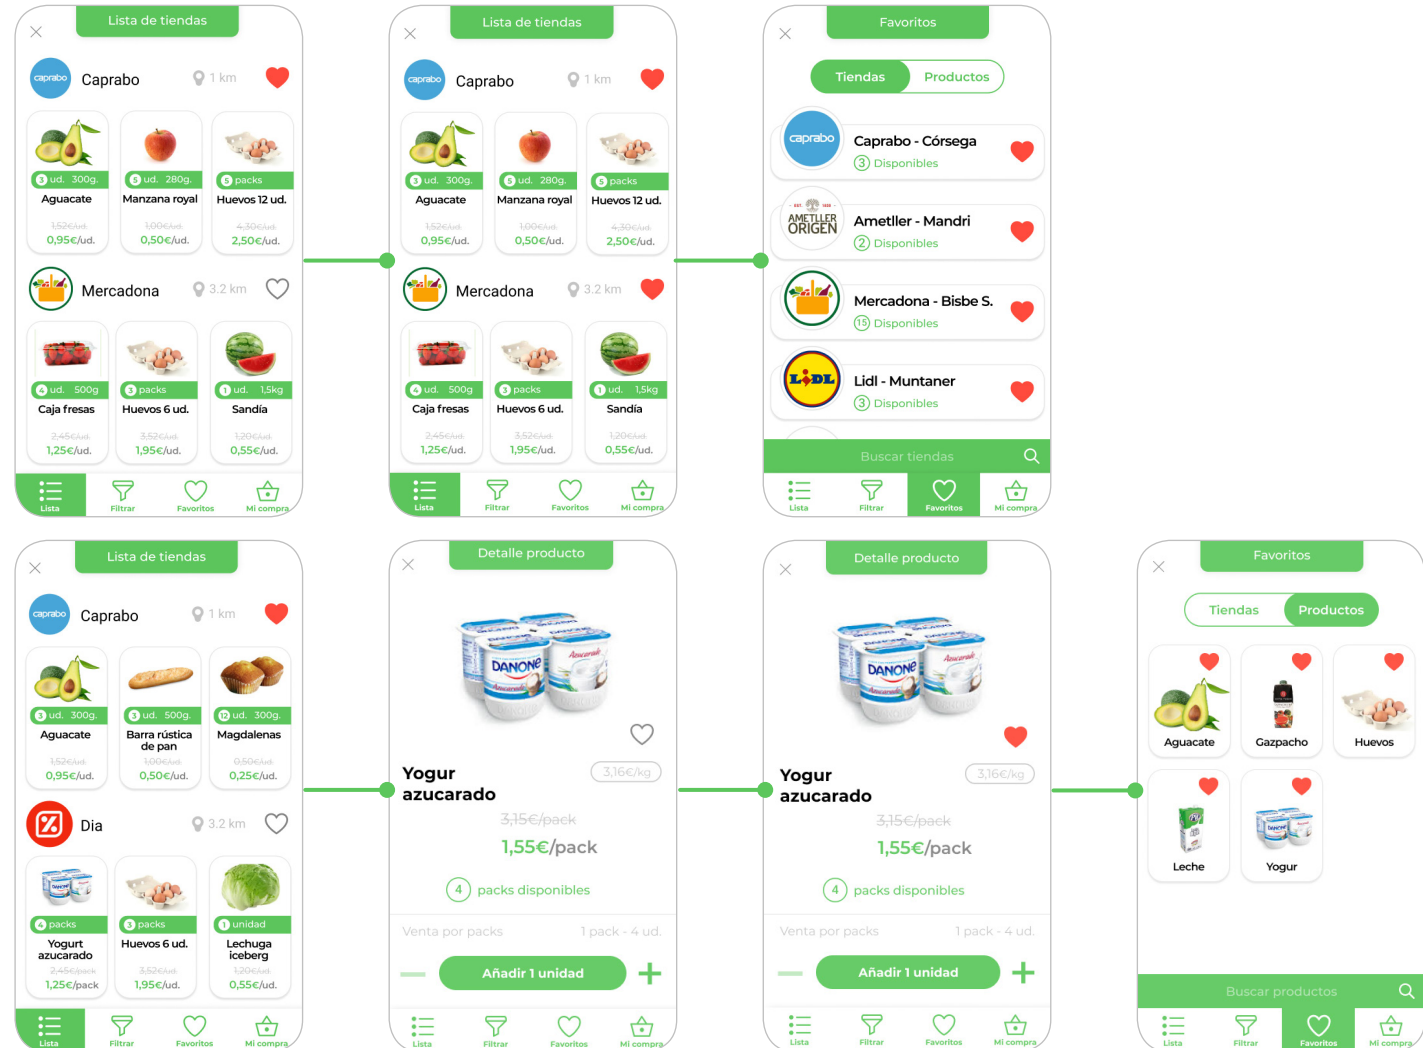 Lista de tiendas
caprabo
Caprabo
1 km
3 ud. 300g.
5 ud. 280g.
5 packs
Aguacate
Manzana royal
Huevos 12 ud.
1,52€/ud.
1,00€/ud.
4,30€/ud.
0,95€/ud.
0,50€/ud.
2,50€/ud.
Mercadona
3.2 km
4 ud. 500g
3 packs
1 ud. 1,5kg
Caja fresas
Huevos 6 ud.
Sandía
2,45€/ud.
3,52€/ud.
1,20€/ud.
1,25€/ud.
1,95€/ud.
0,55€/ud.
Lista
Filtrar
Favoritos
Mi compra
Lista de tiendas
caprabo
Caprabo
1 km
3 ud. 300g.
5 ud. 280g.
5 packs
Aguacate
Manzana royal
Huevos 12 ud.
1,52€/ud.
1,00€/ud.
4,30€/ud.
0,95€/ud.
0,50€/ud.
2,50€/ud.
Mercadona
3.2 km
4 ud. 500g
3 packs
1 ud. 1,5kg
Caja fresas
Huevos 6 ud.
Sandía
2,45€/ud.
3,52€/ud.
1,20€/ud.
1,25€/ud.
1,95€/ud.
0,55€/ud.
Lista
Filtrar
Favoritos
Mi compra
Favoritos
Tiendas
Productos
caprabo
Caprabo - Córsega
3 Disponibles
AMETLLER
ORIGEN
Ametller - Mandri
2 Disponibles
Mercadona - Bisbe S.
15 Disponibles
LIDL
Lidl - Muntaner
3 Disponibles
Buscar tiendas
Lista
Filtrar
Favoritos
Mi compra
Lista de tiendas
caprabo
Caprabo
1 km
3 ud. 300g.
3 ud. 500g.
12 ud. 300g.
Aguacate
Barra rústica
de pan
Magdalenas
1,52€/ud.
1,00€/ud.
0,50€/ud.
0,95€/ud.
0,50€/ud.
0,25€/ud.
Dia
3.2 km
4 packs
3 packs
1 unidad
Yogurt
azucarado
Huevos 6 ud.
Lechuga
iceberg
2,45€/pack
3,52€/ud.
1,20€/ud.
1,25€/pack
1,95€/ud.
0,55€/ud.
Lista
Filtrar
Favoritos
Mi compra
Detalle producto
DANONE
Azucarado
Azucarado
Yogur
azucarado
3,16€/kg
3,15€/pack
1,55€/pack
4 packs disponibles
Venta por packs
1 pack - 4 ud.
Añadir 1 unidad
Lista
Filtrar
Favoritos
Mi compra
Detalle producto
DANONE
Azucarado
Azucarado
Yogur
azucarado
3,16€/kg
3,15€/pack
1,55€/pack
4 packs disponibles
Venta por packs
1 pack - 4 ud.
Añadir 1 unidad
Lista
Filtrar
Favoritos
Mi compra
Favoritos
Tiendas
Productos
Aguacate
Gazpacho
Huevos
Leche
Yogur
Buscar productos
Lista
Filtrar
Favoritos
Mi compra